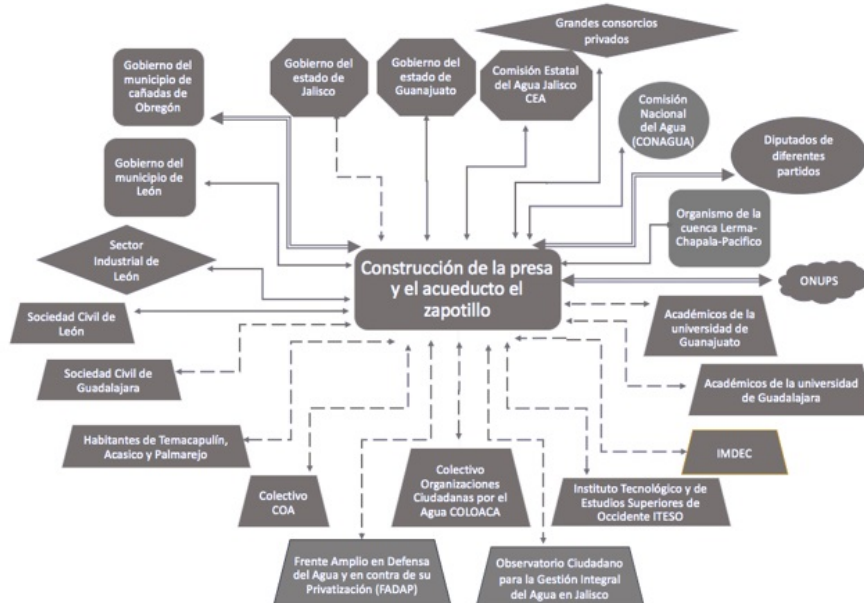 Grandes consorcios
privados
Gobierno del
municipio de
cañadas de
Obregón
Gobierno del
estado de
Jalisco
Gobierno del
estado de
Guanajuato
Comisión Estatal
del Agua Jalisco
CEA
Comisión
Nacional
del Agua
(CONAGUA)
Diputados de
diferentes
partidos
Gobierno del
municipio de
León
Organismo de la
cuenca Lerma-
Chapala-Pacifico
Sector
Industrial de
León
Construcción de la presa
y el acueducto el
zapotillo
ONUPS
Sociedad Civil de
León
Académicos de la
universidad de
Guanajuato
Sociedad Civil de
Guadalajara
Académicos de la universidad
de Guadalajara
Habitantes de Temacapulín,
Acasico y Palmarejo
IMDEC
Colectivo
COA
Colectivo
Organizaciones
Ciudadanas por el
Agua COLOACA
Instituto Tecnológico y de
Estudios Superiores de
Occidente ITESO
Frente Amplio en Defensa
del Agua y en contra de su
Privatización (FADAP)
Observatorio Ciudadano
para la Gestión Integral
del Agua en Jalisco